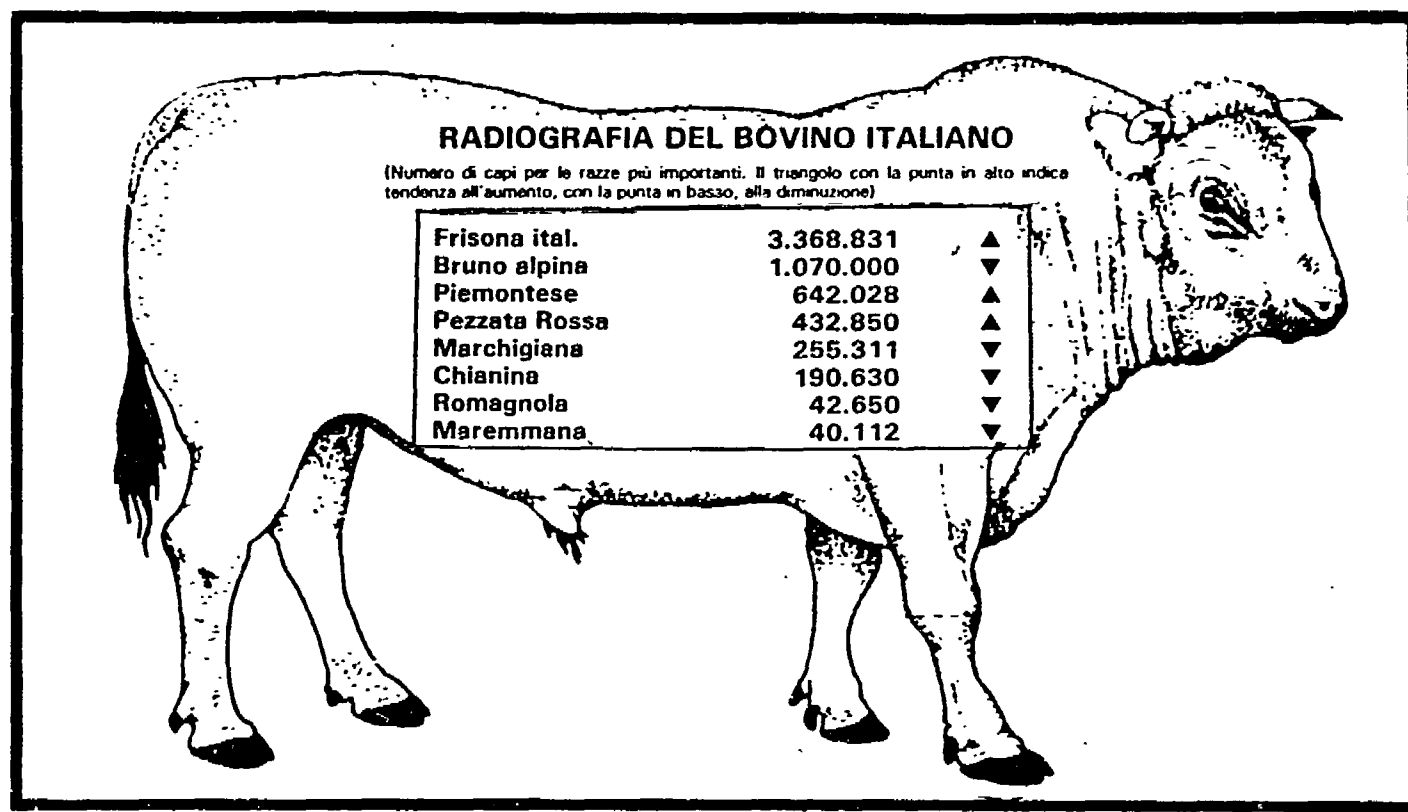 RADIOGRAFIA DEL BOVINO ITALIANO
(Numero di capi per le razze più importanti. Il triangolo con la punta in alto indica
tendenza all'aumento, con la punta in basso, alla diminuzione)
Frisona ital. 3.368.831 ▲
Bruno alpina 1.070.000 ▼
Piemontese 642.028 ▲
Pezzata Rossa 432.850 ▲
Marchigiana 255.311 ▼
Chianina 190.630 ▼
Romagnola 42.650 ▼
Maremmana 40.112 ▼